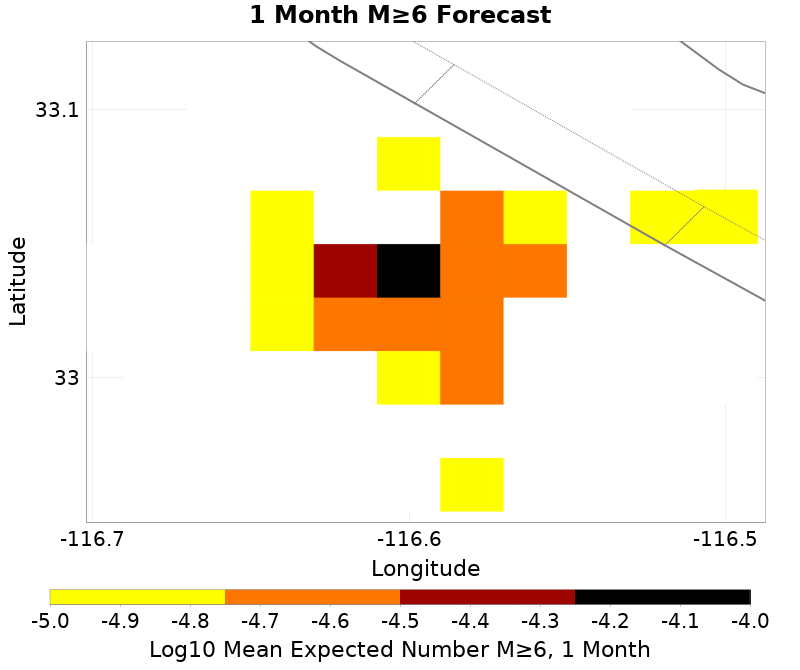 1 Month M≥6 Forecast
33.1
33
Latitude
-116.7 -116.6 -116.5
Longitude
-5.0 -4.9 -4.8 -4.7 -4.6 -4.5 -4.4 -4.3 -4.2 -4.1 -4.0
Log10 Mean Expected Number M≥6, 1 Month